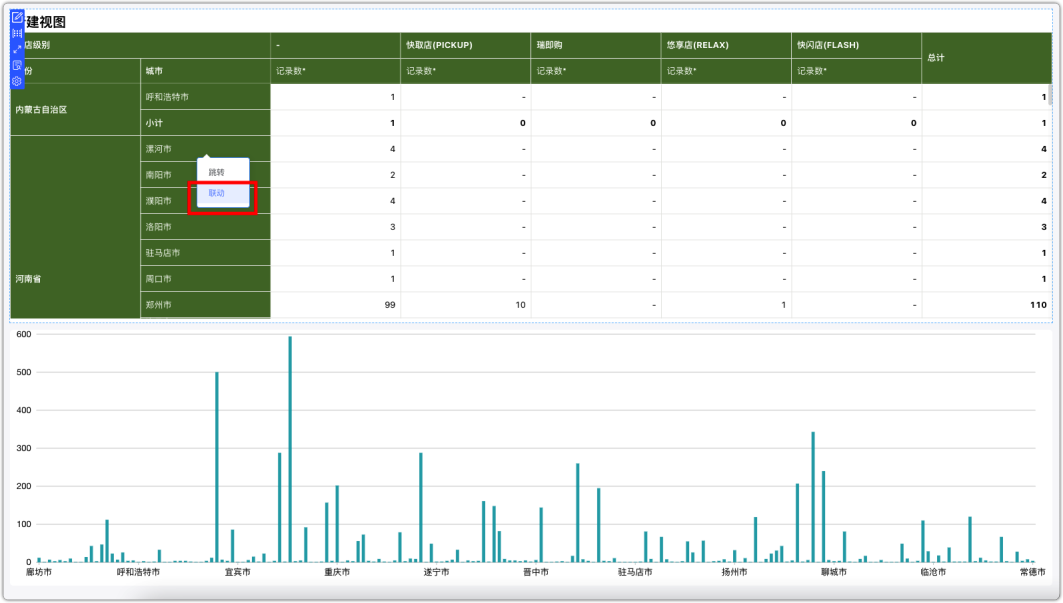 建视图
店级别 - 快取店(PICKUP) 瑞即购 悠享店(RELAX) 快闪店(FLASH) 总计
份 城市 记录数* 记录数* 记录数* 记录数* 记录数*
内蒙古自治区 呼和浩特市 1 - - - - 1
小计 1 0 0 0 0 1
河南省 漯河市 4 - - - - 4
南阳市 2 - - - - 2
濮阳市 4 - - - - 4
洛阳市 3 - - - - 3
驻马店市 1 - - - - 1
周口市 1 - - - - 1
郑州市 99 10 - 1 - 110
跳转
联动
600
500
400
300
200
100
0
廊坊市 呼和浩特市 宜宾市 重庆市 遂宁市 晋中市 驻马店市 扬州市 聊城市 临沧市 常德市